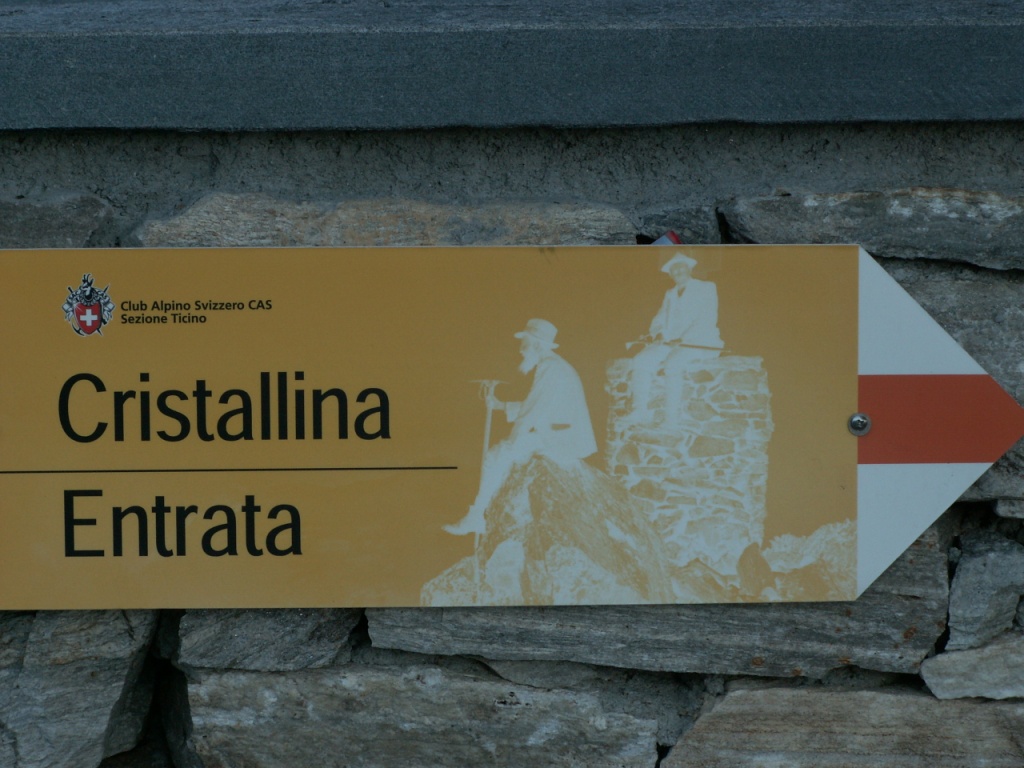 Club Alpino Svizzero CAS
Sezione Ticino
Cristallina
Entrata